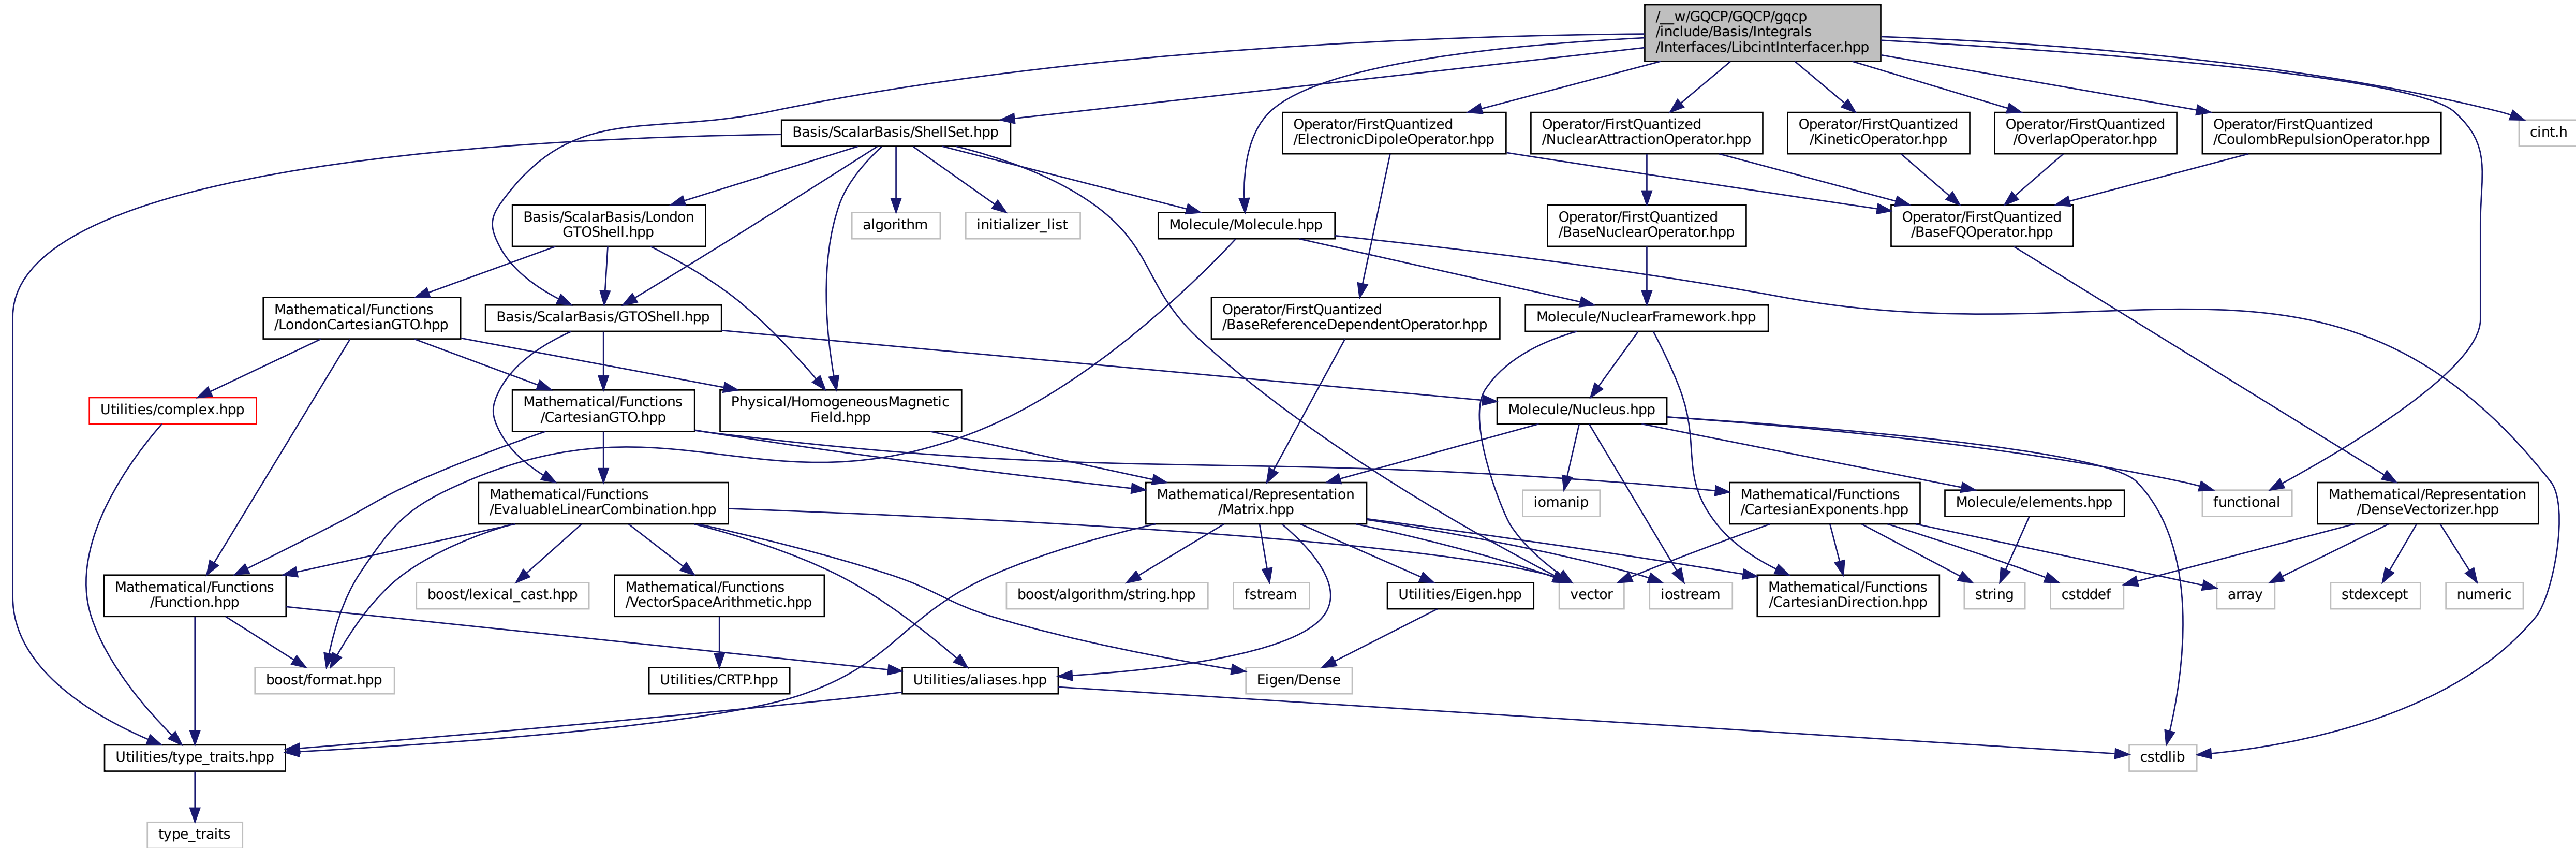 /__w/GQCP/GQCP/gqcp
/include/Basis/Integrals
/Interfaces/LibcintInterfacer.hpp
Basis/ScalarBasis/ShellSet.hpp
Operator/FirstQuantized
/ElectronicDipoleOperator.hpp
Operator/FirstQuantized
/NuclearAttractionOperator.hpp
Operator/FirstQuantized
/KineticOperator.hpp
Operator/FirstQuantized
/OverlapOperator.hpp
Operator/FirstQuantized
/CoulombRepulsionOperator.hpp
cint.h
Basis/ScalarBasis/London
GTOShell.hpp
algorithm
initializer_list
Molecule/Molecule.hpp
Operator/FirstQuantized
/BaseNuclearOperator.hpp
Operator/FirstQuantized
/BaseFQOperator.hpp
Mathematical/Functions
/LondonCartesianGTO.hpp
Basis/ScalarBasis/GTOShell.hpp
Operator/FirstQuantized
/BaseReferenceDependentOperator.hpp
Molecule/NuclearFramework.hpp
Utilities/complex.hpp
Mathematical/Functions
/CartesianGTO.hpp
Physical/HomogeneousMagnetic
Field.hpp
Molecule/Nucleus.hpp
Mathematical/Functions
/EvaluableLinearCombination.hpp
Mathematical/Representation
/Matrix.hpp
iomanip
Mathematical/Functions
/CartesianExponents.hpp
Molecule/elements.hpp
functional
Mathematical/Representation
/DenseVectorizer.hpp
Mathematical/Functions
/Function.hpp
boost/lexical_cast.hpp
Mathematical/Functions
/VectorSpaceArithmetic.hpp
boost/algorithm/string.hpp
fstream
Utilities/Eigen.hpp
vector
iostream
Mathematical/Functions
/CartesianDirection.hpp
string
cstddef
array
stdexcept
numeric
boost/format.hpp
Utilities/CRTP.hpp
Utilities/aliases.hpp
Eigen/Dense
Utilities/type_traits.hpp
cstdlib
type_traits